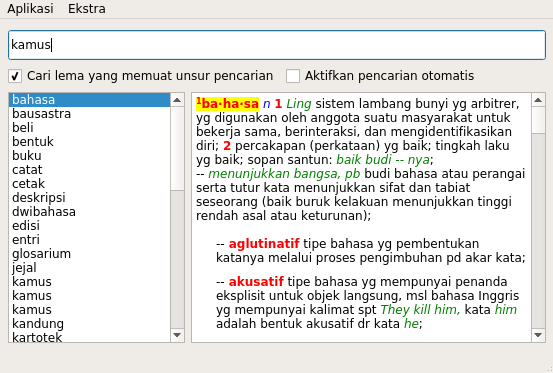 Aplikasi Ekstra
kamus
Cari lema yang memuat unsur pencarian Aktifkan pencarian otomatis
bahasa
bausastra
beli
bentuk
buku
catat
cetak
deskripsi
dwibahasa
edisi
entri
glosarium
jejal
kamus
kamus
kamus
kandung
kartotek
¹ba·ha·sa n 1 Ling sistem lambang bunyi yg arbitrer,
yg digunakan oleh anggota suatu masyarakat untuk
bekerja sama, berinteraksi, dan mengidentifikasikan
diri; 2 percakapan (perkataan) yg baik; tingkah laku
yg baik; sopan santun: baik budi -- nya;
-- menunjukkan bangsa, pb budi bahasa atau perangai
serta tutur kata menunjukkan sifat dan tabiat
seseorang (baik buruk kelakuan menunjukkan tinggi
rendah asal atau keturunan);
-- aglutinatif tipe bahasa yg pembentukan
katanya melalui proses pengimbuhan pd akar kata;
-- akusatif tipe bahasa yg mempunyai penanda
eksplisit untuk objek langsung, msl bahasa Inggris
yg mempunyai kalimat spt They kill him, kata him
adalah bentuk akusatif dr kata he;